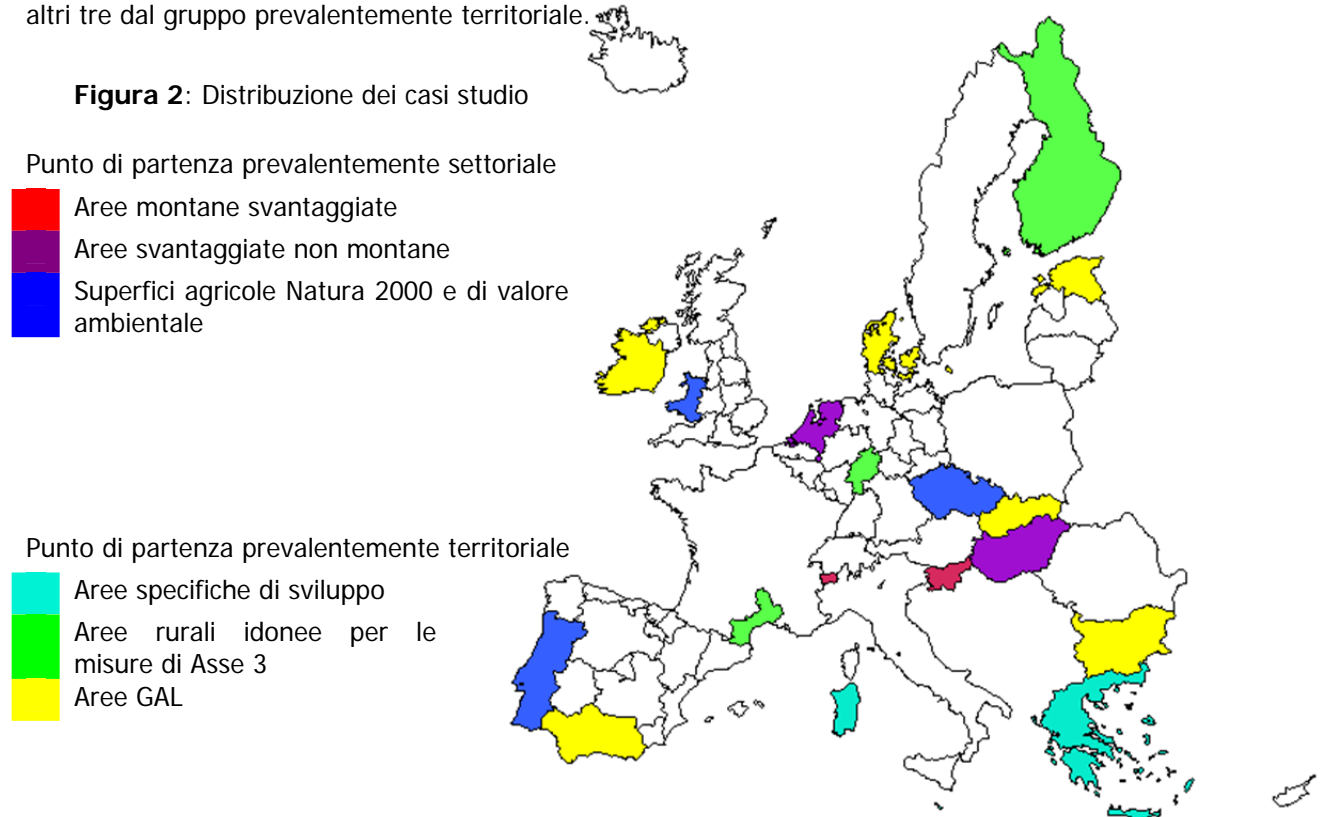 altri tre dal gruppo prevalentemente territoriale.
Figura 2: Distribuzione dei casi studio
Punto di partenza prevalentemente settoriale
Aree montane svantaggiate
Aree svantaggiate non montane
Superfici agricole Natura 2000 e di valore
ambientale
Punto di partenza prevalentemente territoriale
Aree specifiche di sviluppo
Aree rurali idonee per le
misure di Asse 3
Aree GAL